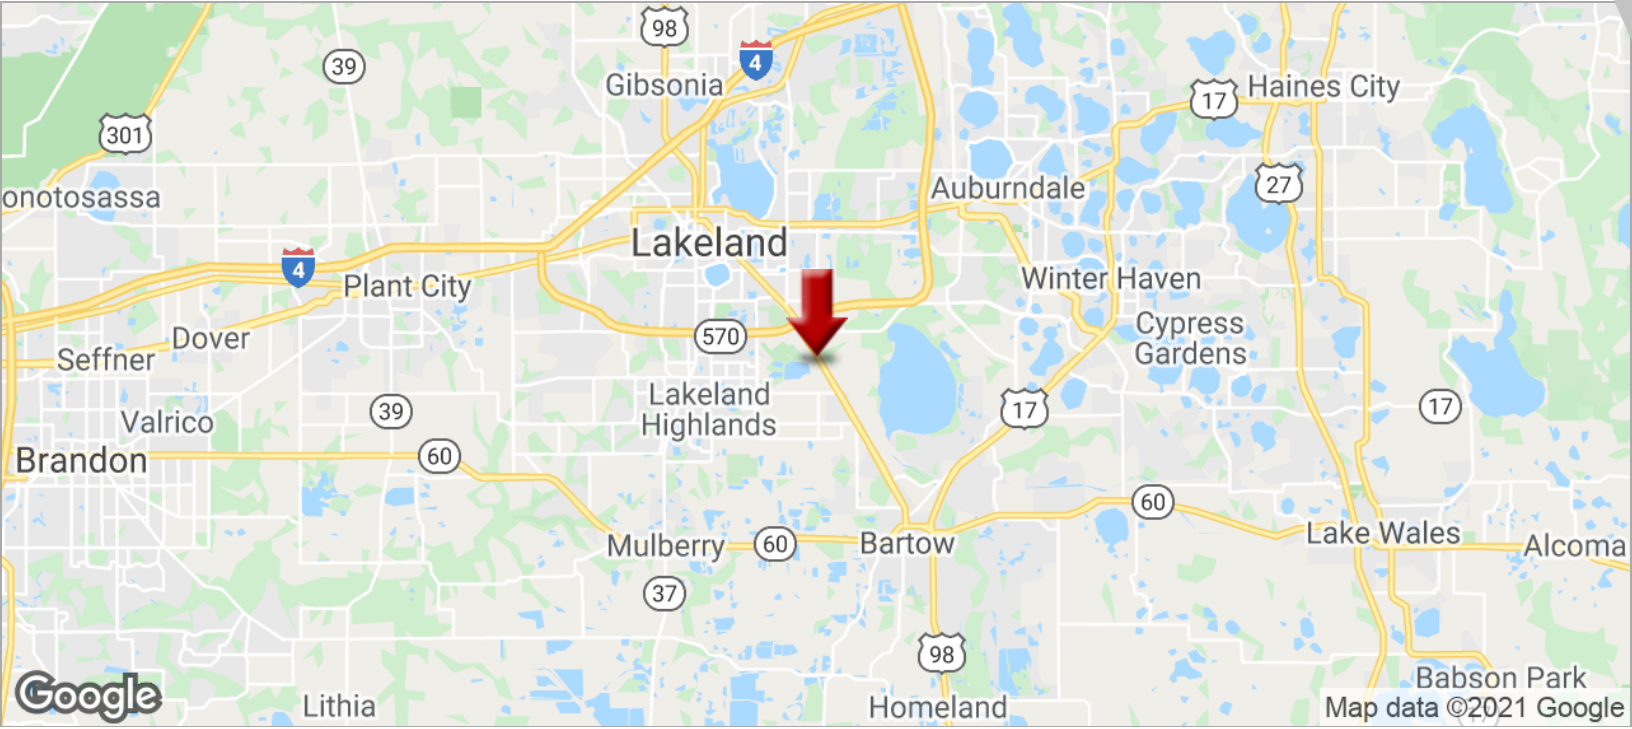 98
4
39
Gibsonia
17
Haines City
301
27
onotosassa
Auburndale
Lakeland
4
Plant City
Winter Haven
Dover
570
Cypress
Gardens
Seffner
Lakeland
Highlands
39
17
17
Valrico
Brandon
60
60
Mulberry
60
Bartow
Lake Wales
Alcoma
37
98
Babson Park
Google
Lithia
Homeland
Map data ©2021 Google